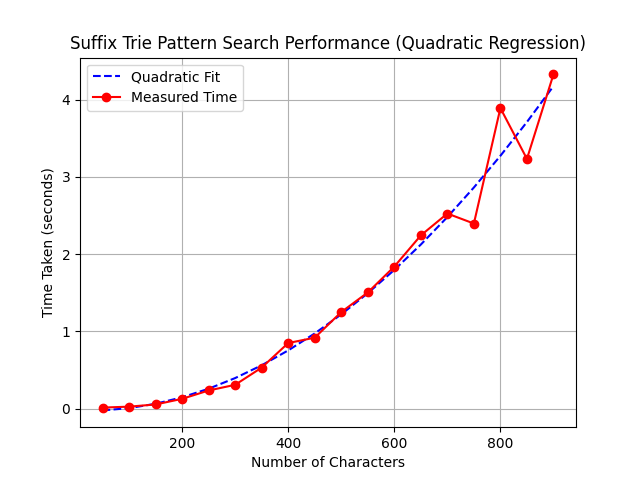 Suffix Trie Pattern Search Performance (Quadratic Regression)
Quadratic Fit
Measured Time
Time Taken (seconds)
4
3
2
1
0
200 400 600 800
Number of Characters